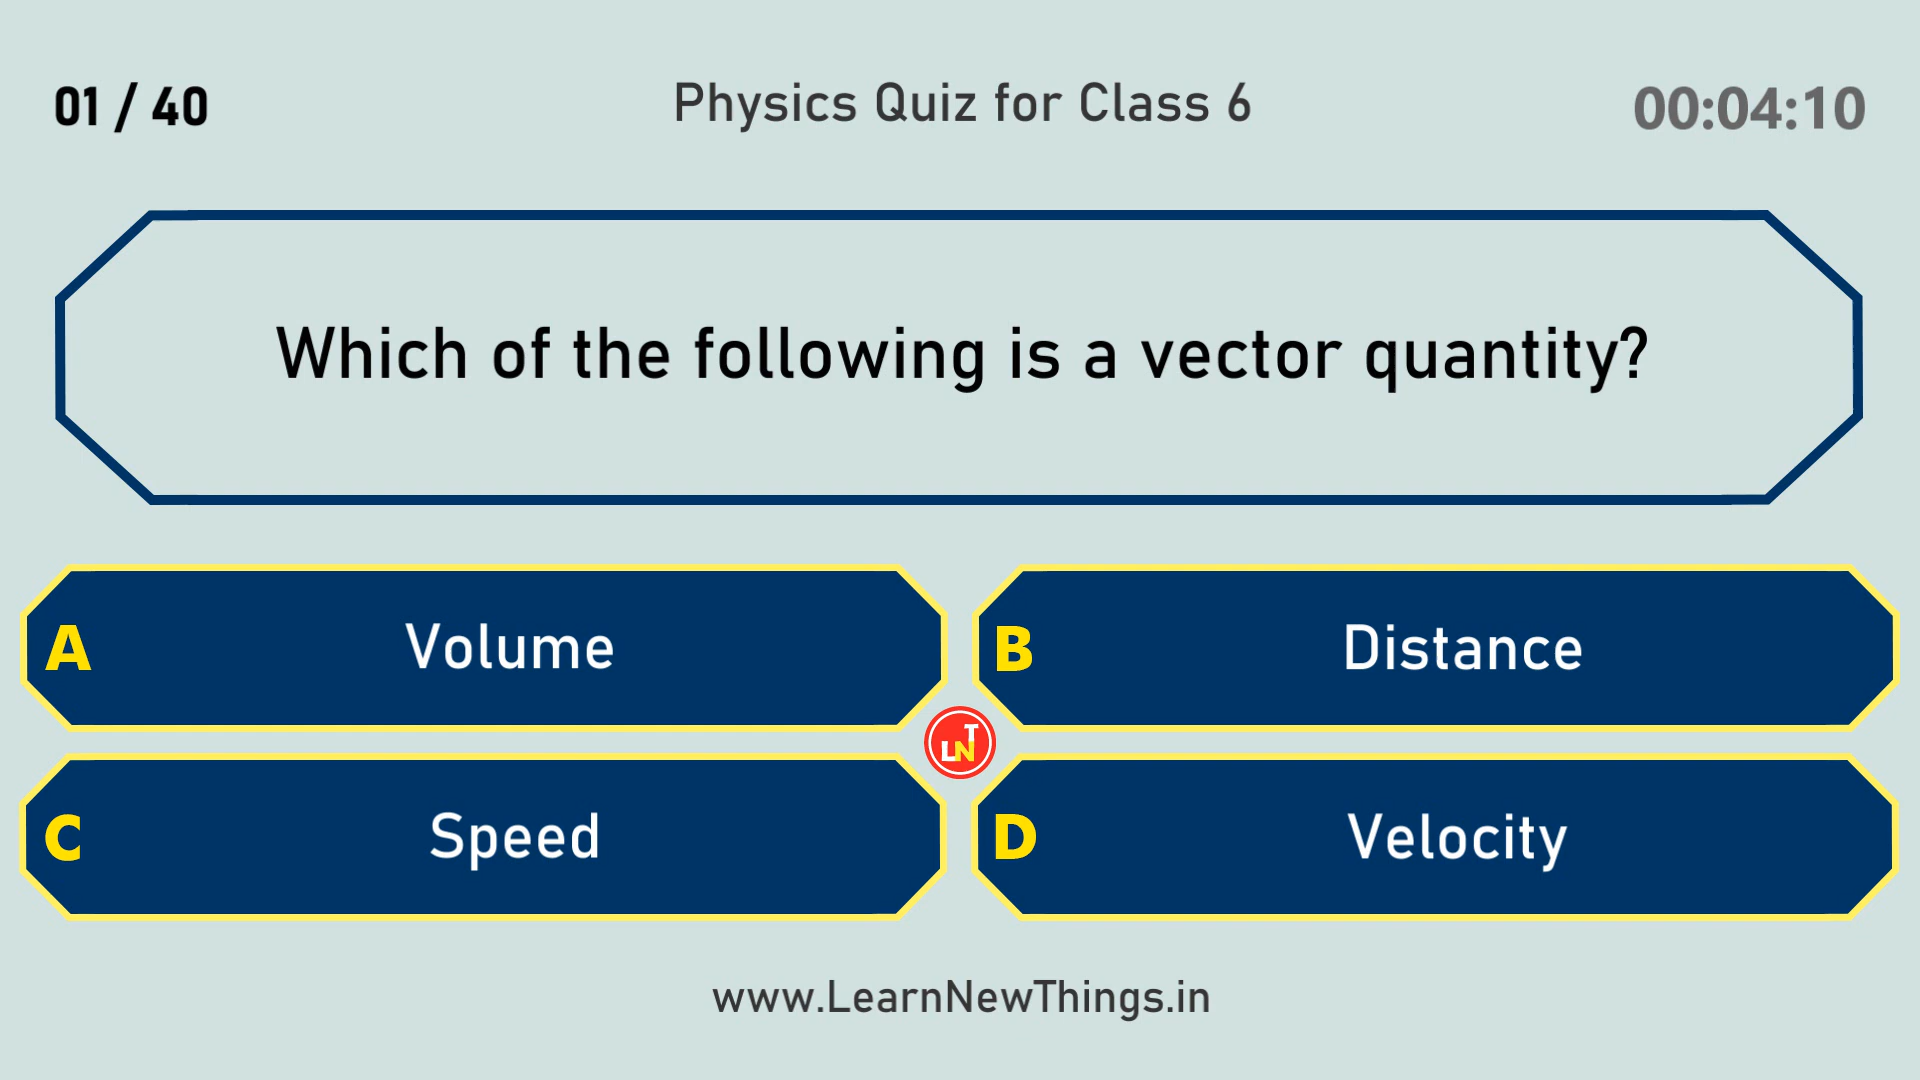 01 / 40
Physics Quiz for Class 6
00:04:10
Which of the following is a vector quantity?
A Volume
B Distance
LNT
C Speed
D Velocity
www.LearnNewThings.in